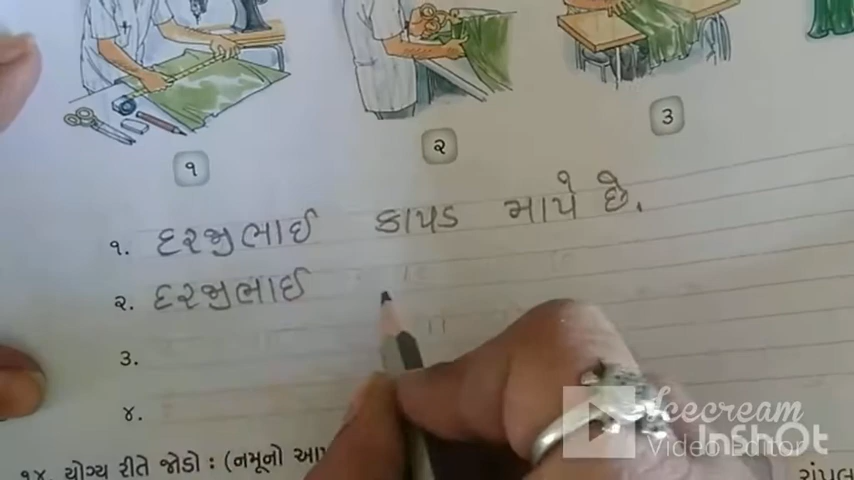 ૧
૨
૩
૧. દરજીભાઈ કાપડ માપે છે.
૨. દરજીભાઈ
૩.
૪.
૧૪. યોગ્ય રીતે જોડો : (નમૂનો
Icecream
Video Editor
InShOt